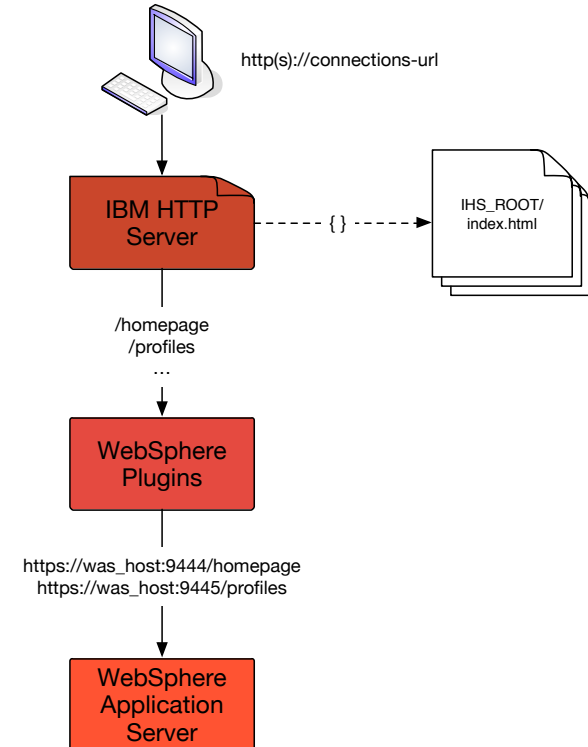 http(s)://connections-url
IBM HTTP
Server
{ }
IHS_ROOT/
index.html
/homepage
/profiles
...
WebSphere
Plugins
https://was_host:9444/homepage
https://was_host:9445/profiles
WebSphere
Application
Server